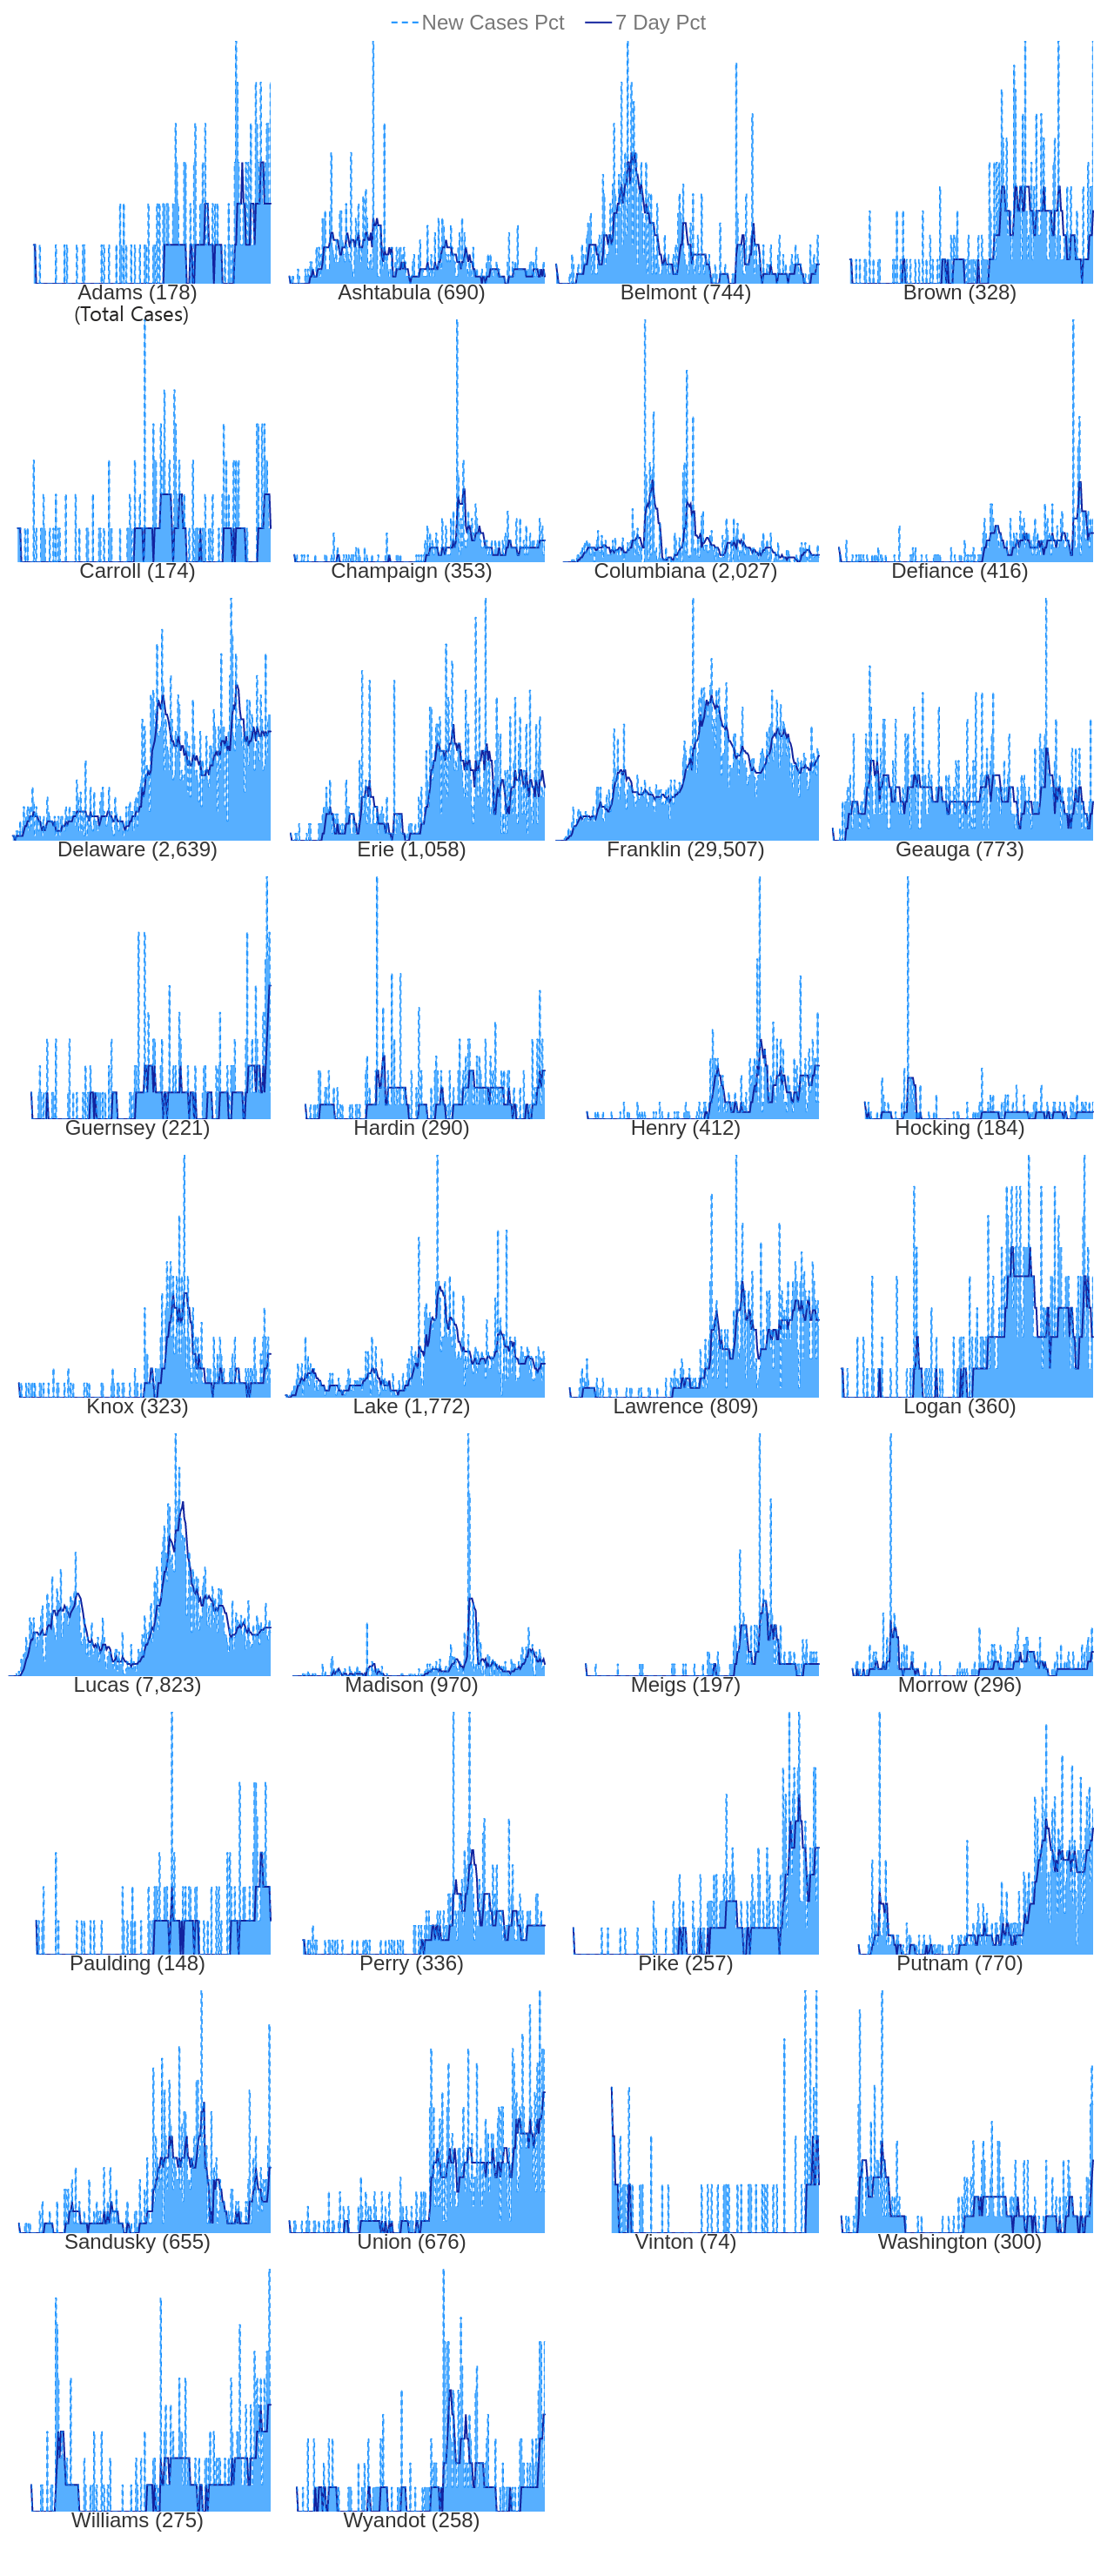 New Cases Pct 7 Day Pct
Adams (178) Ashtabula (690) Belmont (744) Brown (328)
(Total Cases)
Carroll (174) Champaign (353) Columbiana (2,027) Defiance (416)
Delaware (2,639) Erie (1,058) Franklin (29,507) Geauga (773)
Guernsey (221) Hardin (290) Henry (412) Hocking (184)
Knox (323) Lake (1,772) Lawrence (809) Logan (360)
Lucas (7,823) Madison (970) Meigs (197) Morrow (296)
Paulding (148) Perry (336) Pike (257) Putnam (770)
Sandusky (655) Union (676) Vinton (74) Washington (300)
Williams (275) Wyandot (258)